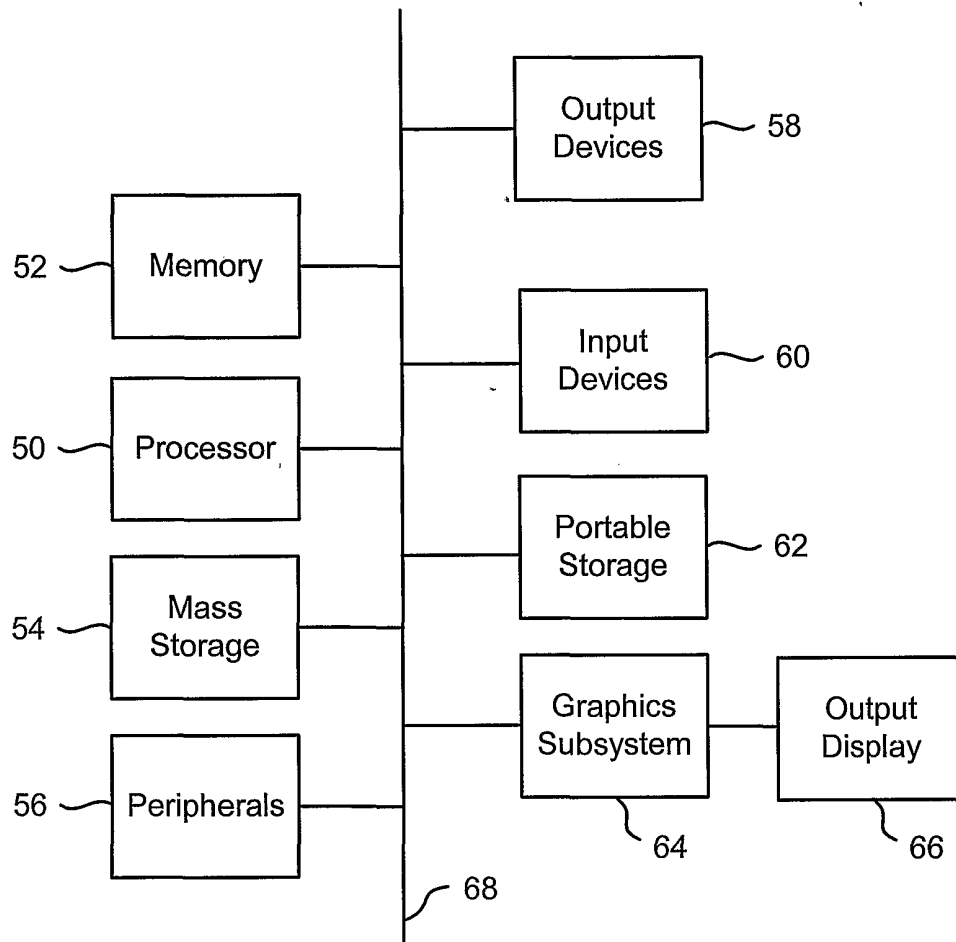 Output
Devices
58
52
Memory
Input
Devices
60
50
Processor
Portable
Storage
62
54
Mass
Storage
Graphics
Subsystem
Output
Display
56
Peripherals
64
66
68